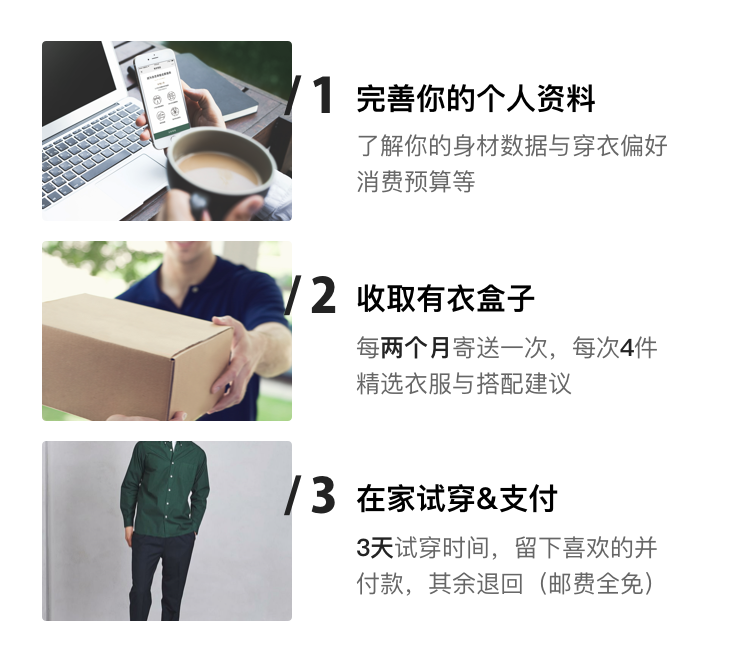 / 1 完善你的个人资料
了解你的身材数据与穿衣偏好
消费预算等
/ 2 收取有衣盒子
每两个月寄送一次，每次4件
精选衣服与搭配建议
/ 3 在家试穿&支付
3天试穿时间，留下喜欢的并
付款，其余退回（邮费全免）